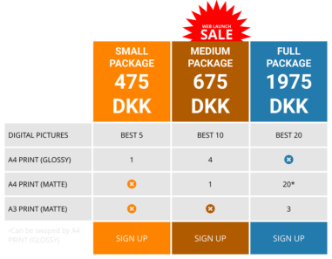 WEB LAUNCH
SALE
SMALL PACKAGE
475 DKK
MEDIUM PACKAGE
675 DKK
FULL PACKAGE
1975 DKK
DIGITAL PICTURES BEST 5 BEST 10 BEST 20
A4 PRINT (GLOSSY) 1 4
A4 PRINT (MATTE) 1 20*
A3 PRINT (MATTE) 3
*Can be swaped by A4
PRINT (GLOSSY)
SIGN UP SIGN UP SIGN UP